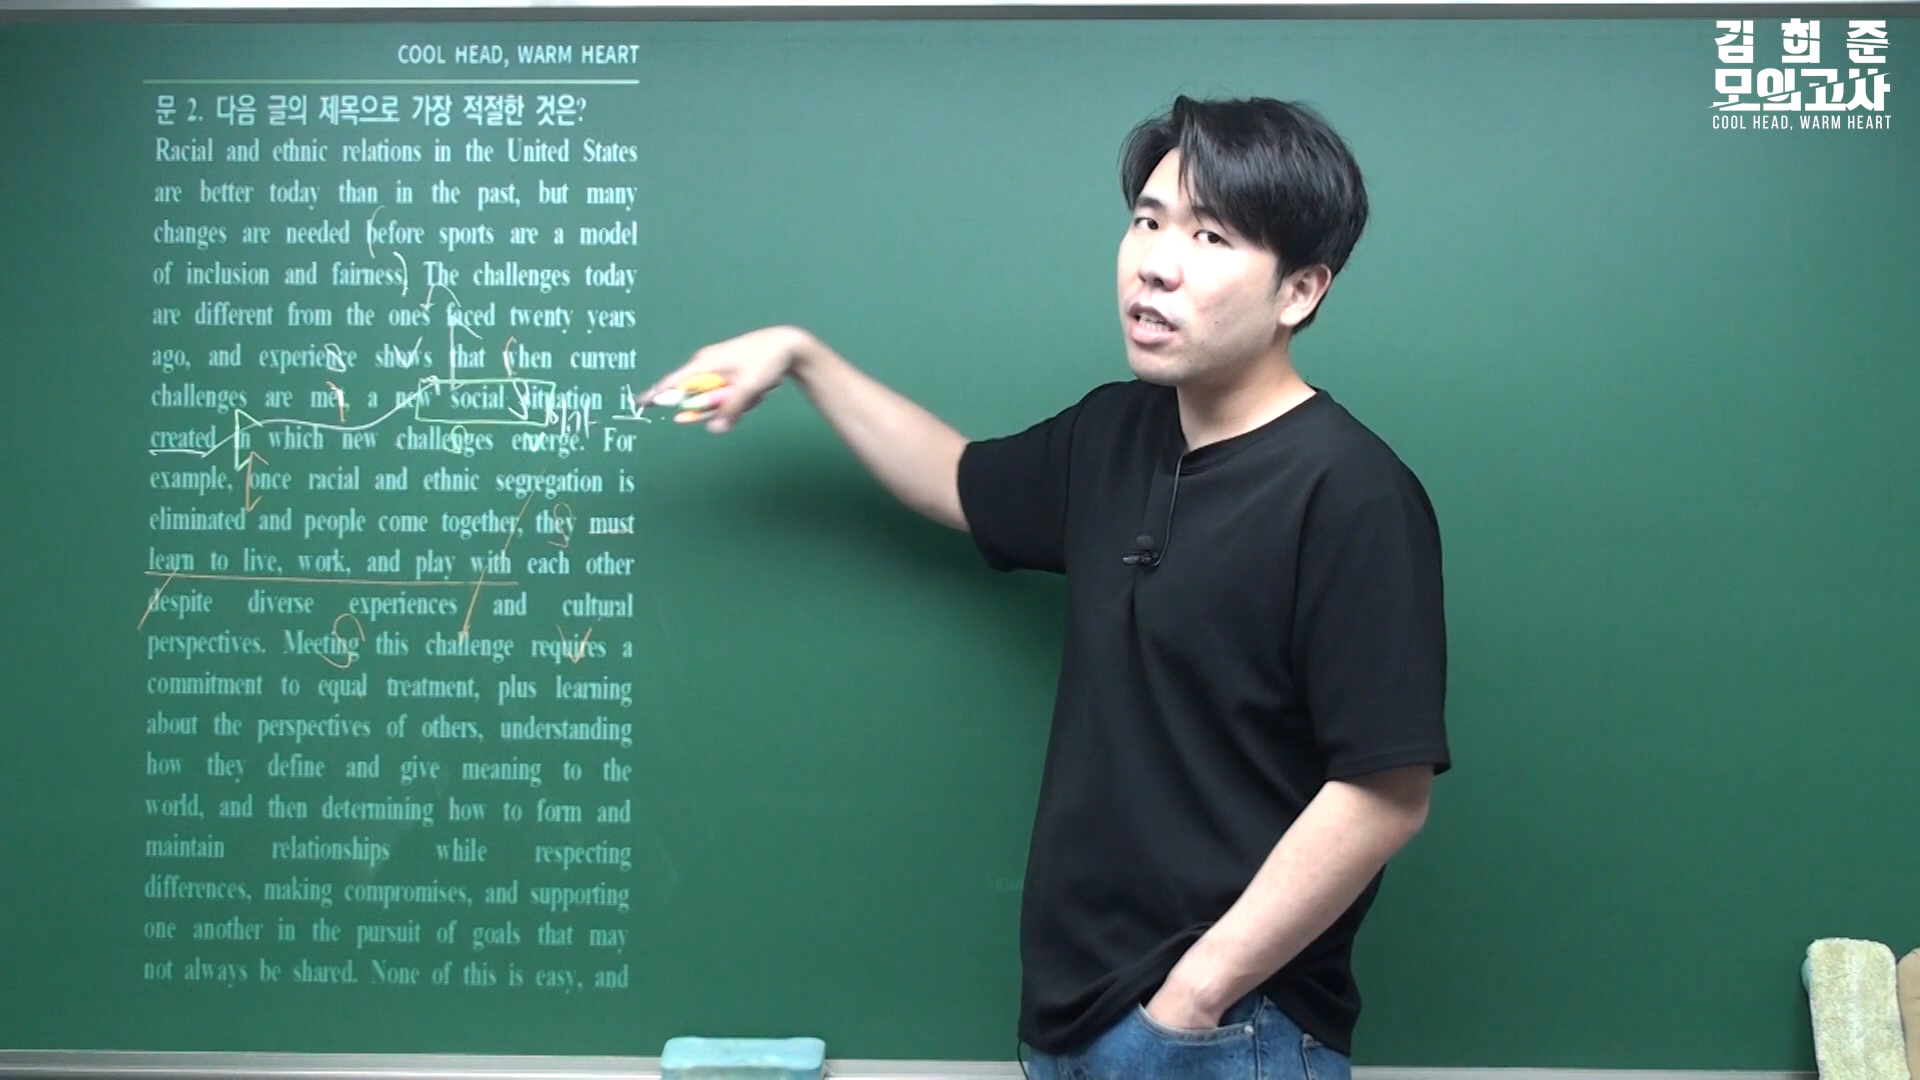 COOL HEAD, WARM HEART
문 2. 다음 글의 제목으로 가장 적절한 것은?
Racial and ethnic relations in the United States
are better today than in the past, but many
changes are needed before sports are a model
of inclusion and fairness. The challenges today
are different from the ones faced twenty years
ago, and experience shows that when current
challenges are met, a new social situation is
created in which new challenges emerge. For
example, once racial and ethnic segregation is
eliminated and people come together, they must
learn to live, work, and play with each other
despite diverse experiences and cultural
perspectives. Meeting this challenge requires a
commitment to equal treatment, plus learning
about the perspectives of others, understanding
how they define and give meaning to the
world, and then determining how to form and
maintain relationships while respecting
differences, making compromises, and supporting
one another in the pursuit of goals that may
not always be shared. None of this is easy, and
김희준
모의고사
COOL HEAD, WARM HEART